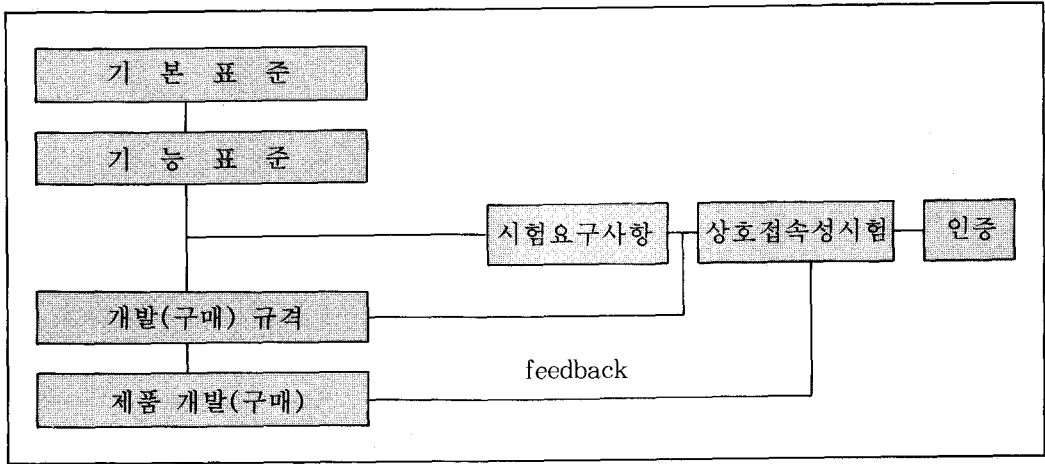 기 본 표 준
기 능 표 준
시험요구사항
상호접속성시험
인증
개발(구매) 규격
feedback
제품 개발(구매)